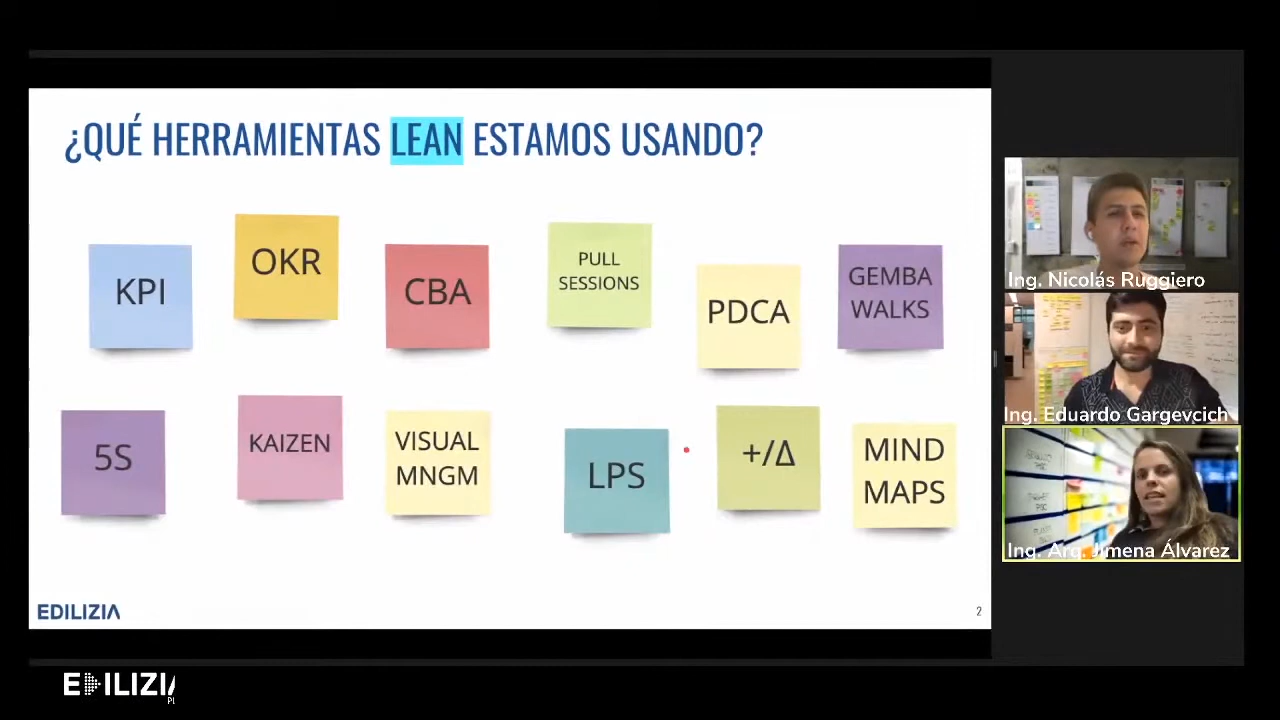 ¿QUÉ HERRAMIENTAS LEAN ESTAMOS USANDO?
KPI
OKR
CBA
PULL
SESSIONS
PDCA
GEMBA
WALKS
5S
KAIZEN
VISUAL
MNGM
LPS
+/Δ
MIND
MAPS
EDILIZIA
2
Ing. Nicolás Ruggiero
Ing. Eduardo Gargevcich
Ing. Arq. Jimena Álvarez
EDILIZIA
PL